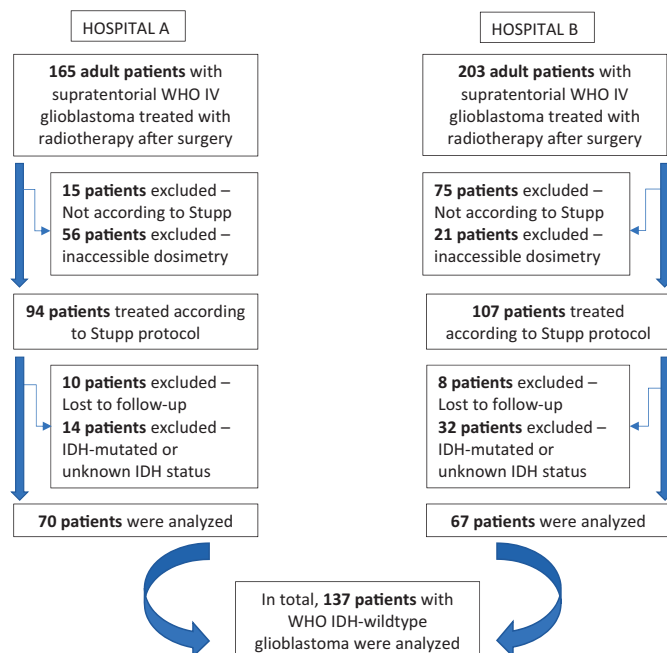 HOSPITAL A
165 adult patients with
supratentorial WHO IV
glioblastoma treated with
radiotherapy after surgery
15 patients excluded –
Not according to Stupp
56 patients excluded –
inaccessible dosimetry
94 patients treated according
to Stupp protocol
10 patients excluded –
Lost to follow-up
14 patients excluded –
IDH-mutated or
unknown IDH status
70 patients were analyzed
HOSPITAL B
203 adult patients with
supratentorial WHO IV
glioblastoma treated with
radiotherapy after surgery
75 patients excluded –
Not according to Stupp
21 patients excluded –
inaccessible dosimetry
107 patients treated
according to Stupp protocol
8 patients excluded –
Lost to follow-up
32 patients excluded –
IDH-mutated or
unknown IDH status
67 patients were analyzed
In total, 137 patients with
WHO IDH-wildtype
glioblastoma were analyzed